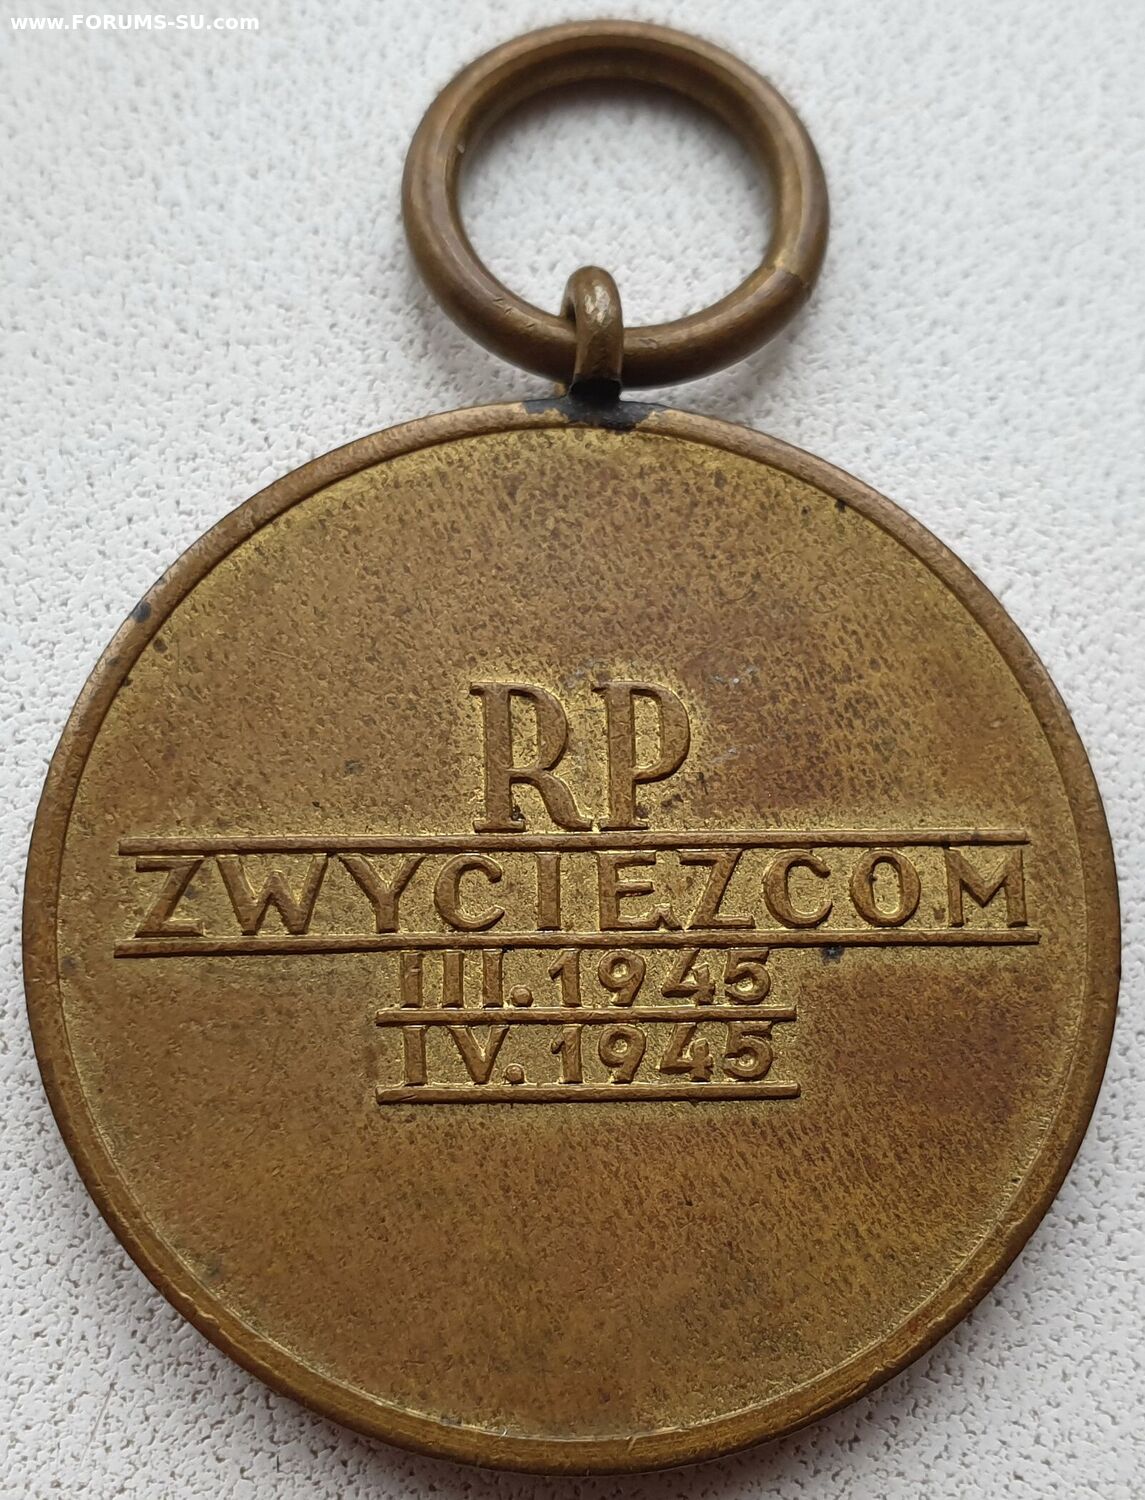 www.FORUMS-SU.com
RP
ZWYCIĘZCOM
III.1945
IV.1945